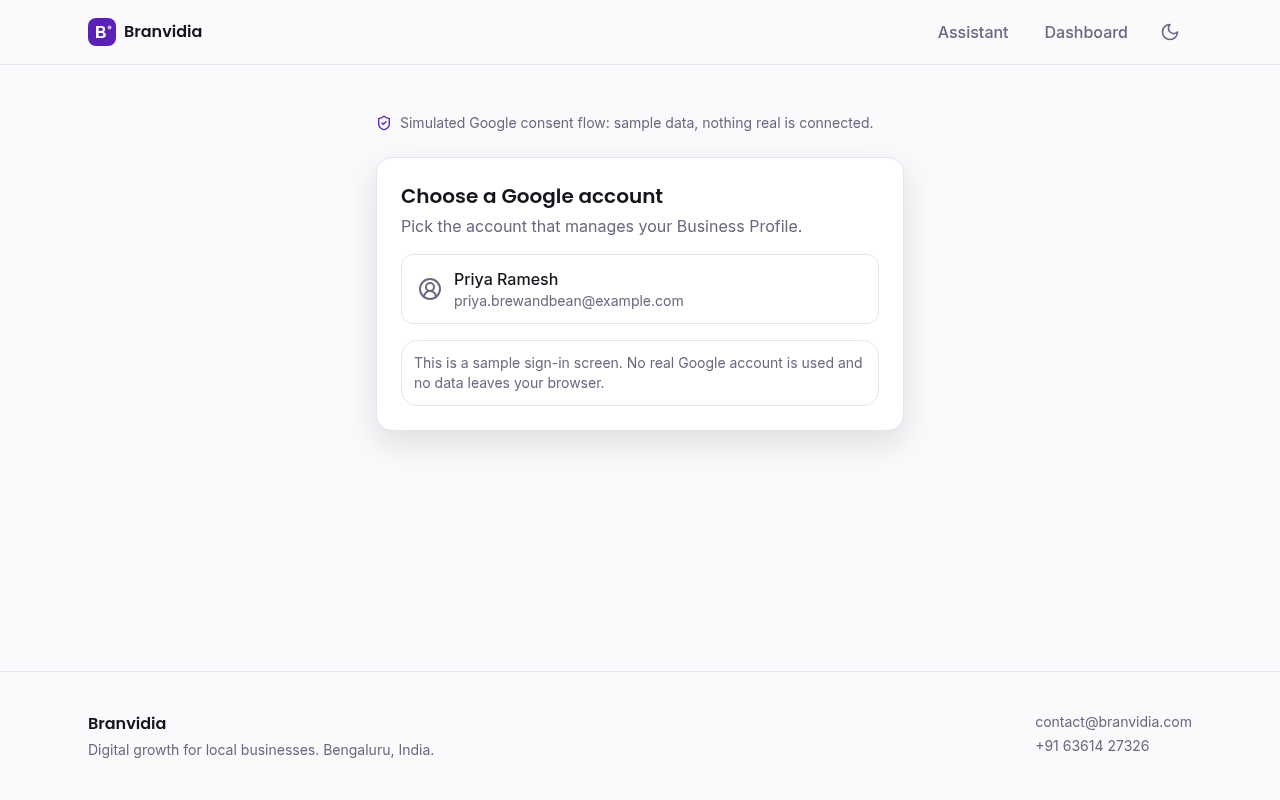 B
Branvidia
Assistant
Dashboard
Simulated Google consent flow: sample data, nothing real is connected.
Choose a Google account
Pick the account that manages your Business Profile.
Priya Ramesh
priya.brewandbean@example.com
This is a sample sign-in screen. No real Google account is used and
no data leaves your browser.
Branvidia
Digital growth for local businesses. Bengaluru, India.
contact@branvidia.com
+91 63614 27326